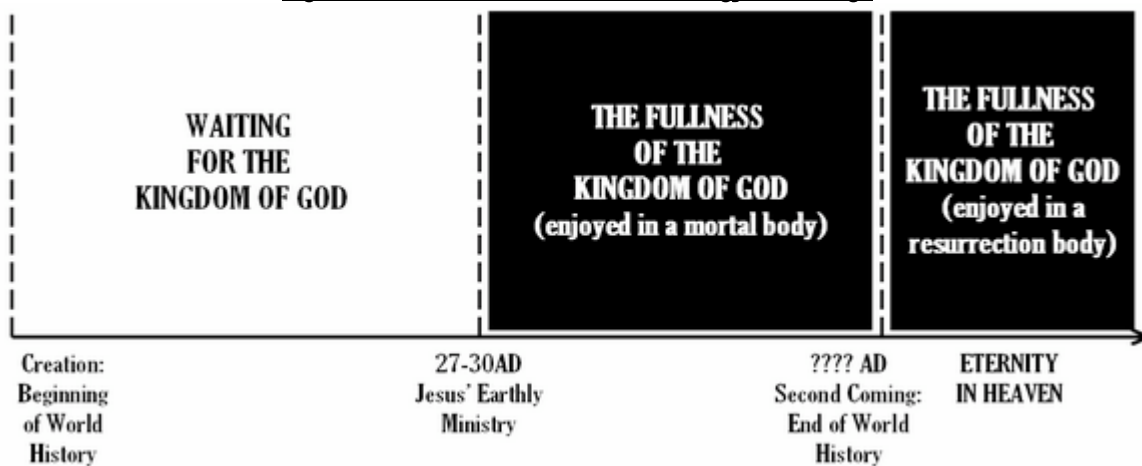 WAITING
FOR THE
KINGDOM OF GOD
THE FULLNESS
OF THE
KINGDOM OF GOD
(enjoyed in a mortal body)
THE FULLNESS
OF THE
KINGDOM OF GOD
(enjoyed in a
resurrection body)
Creation:
Beginning
of World
History
27-30AD
Jesus' Earthly
Ministry
???? AD
Second Coming:
End of World
History
ETERNITY
IN HEAVEN